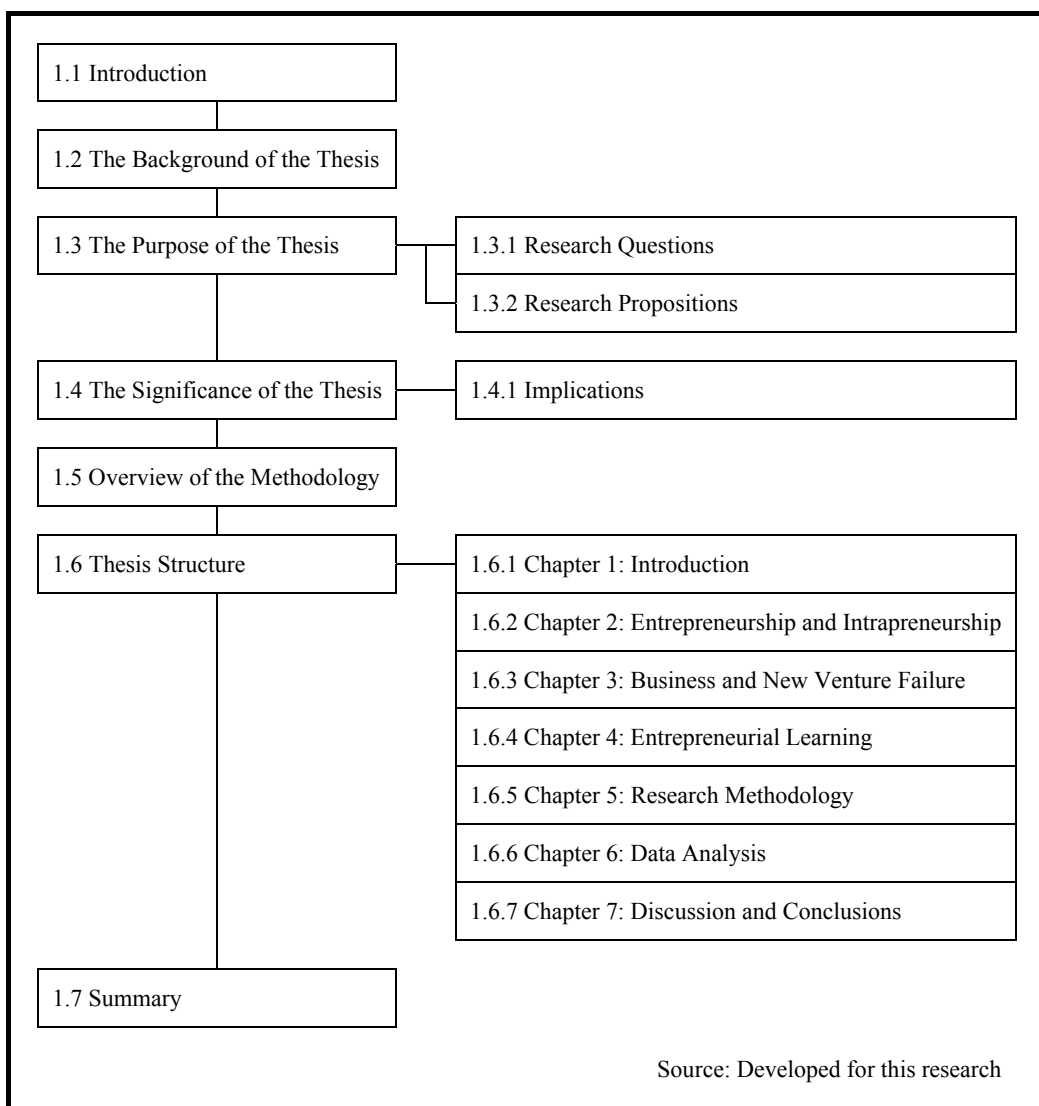 1.1 Introduction
1.2 The Background of the Thesis
1.3 The Purpose of the Thesis
1.3.1 Research Questions
1.3.2 Research Propositions
1.4 The Significance of the Thesis
1.4.1 Implications
1.5 Overview of the Methodology
1.6 Thesis Structure
1.6.1 Chapter 1: Introduction
1.6.2 Chapter 2: Entrepreneurship and Intrapreneurship
1.6.3 Chapter 3: Business and New Venture Failure
1.6.4 Chapter 4: Entrepreneurial Learning
1.6.5 Chapter 5: Research Methodology
1.6.6 Chapter 6: Data Analysis
1.6.7 Chapter 7: Discussion and Conclusions
1.7 Summary
Source: Developed for this research